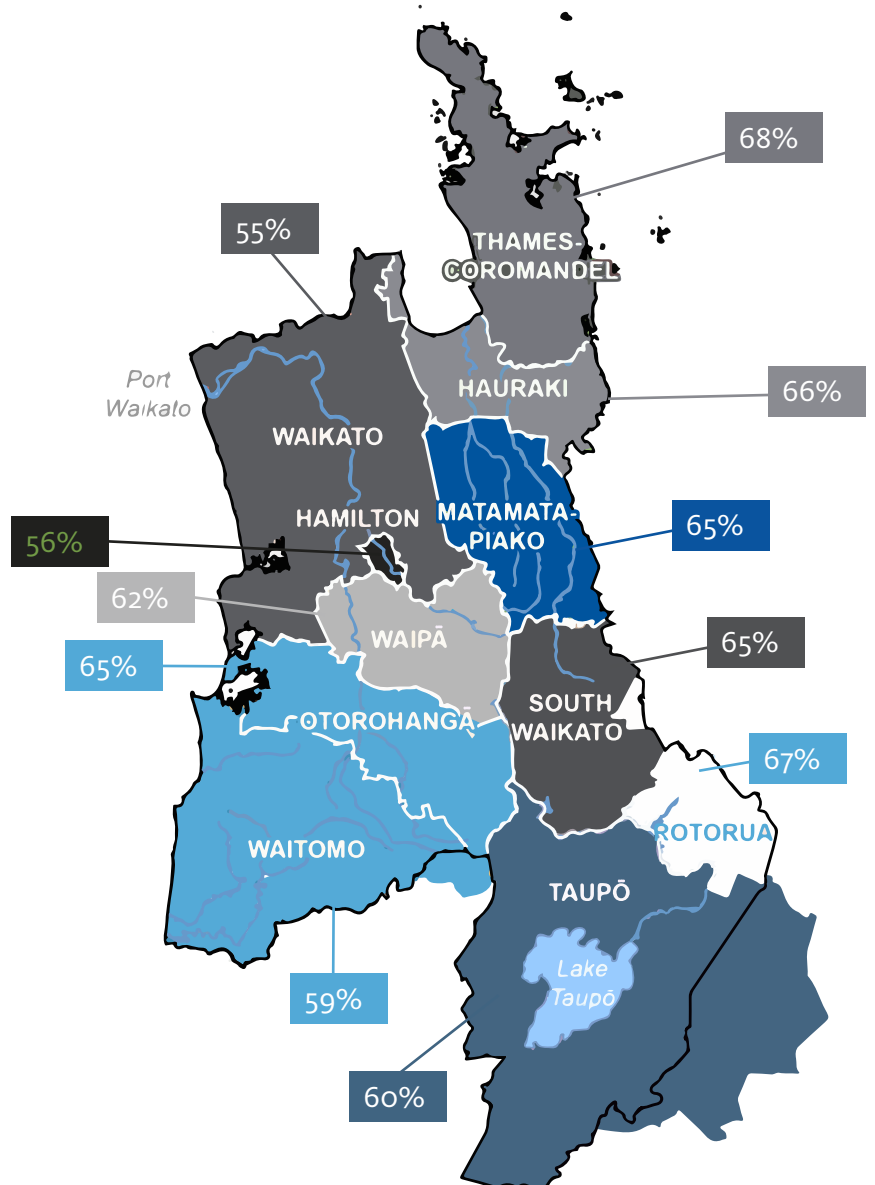 68%
55%
THAMES-
COROMANDEL
Port
Waikato
HAURAKI
66%
WAIKATO
HAMILTON
MATAMATA-
PIAKO
65%
56%
62%
WAIPĀ
65%
65%
SOUTH
WAIKATO
OTOROHANGĀ
67%
ROTORUA
WAITOMO
TAUPŌ
Lake
Taupō
59%
60%